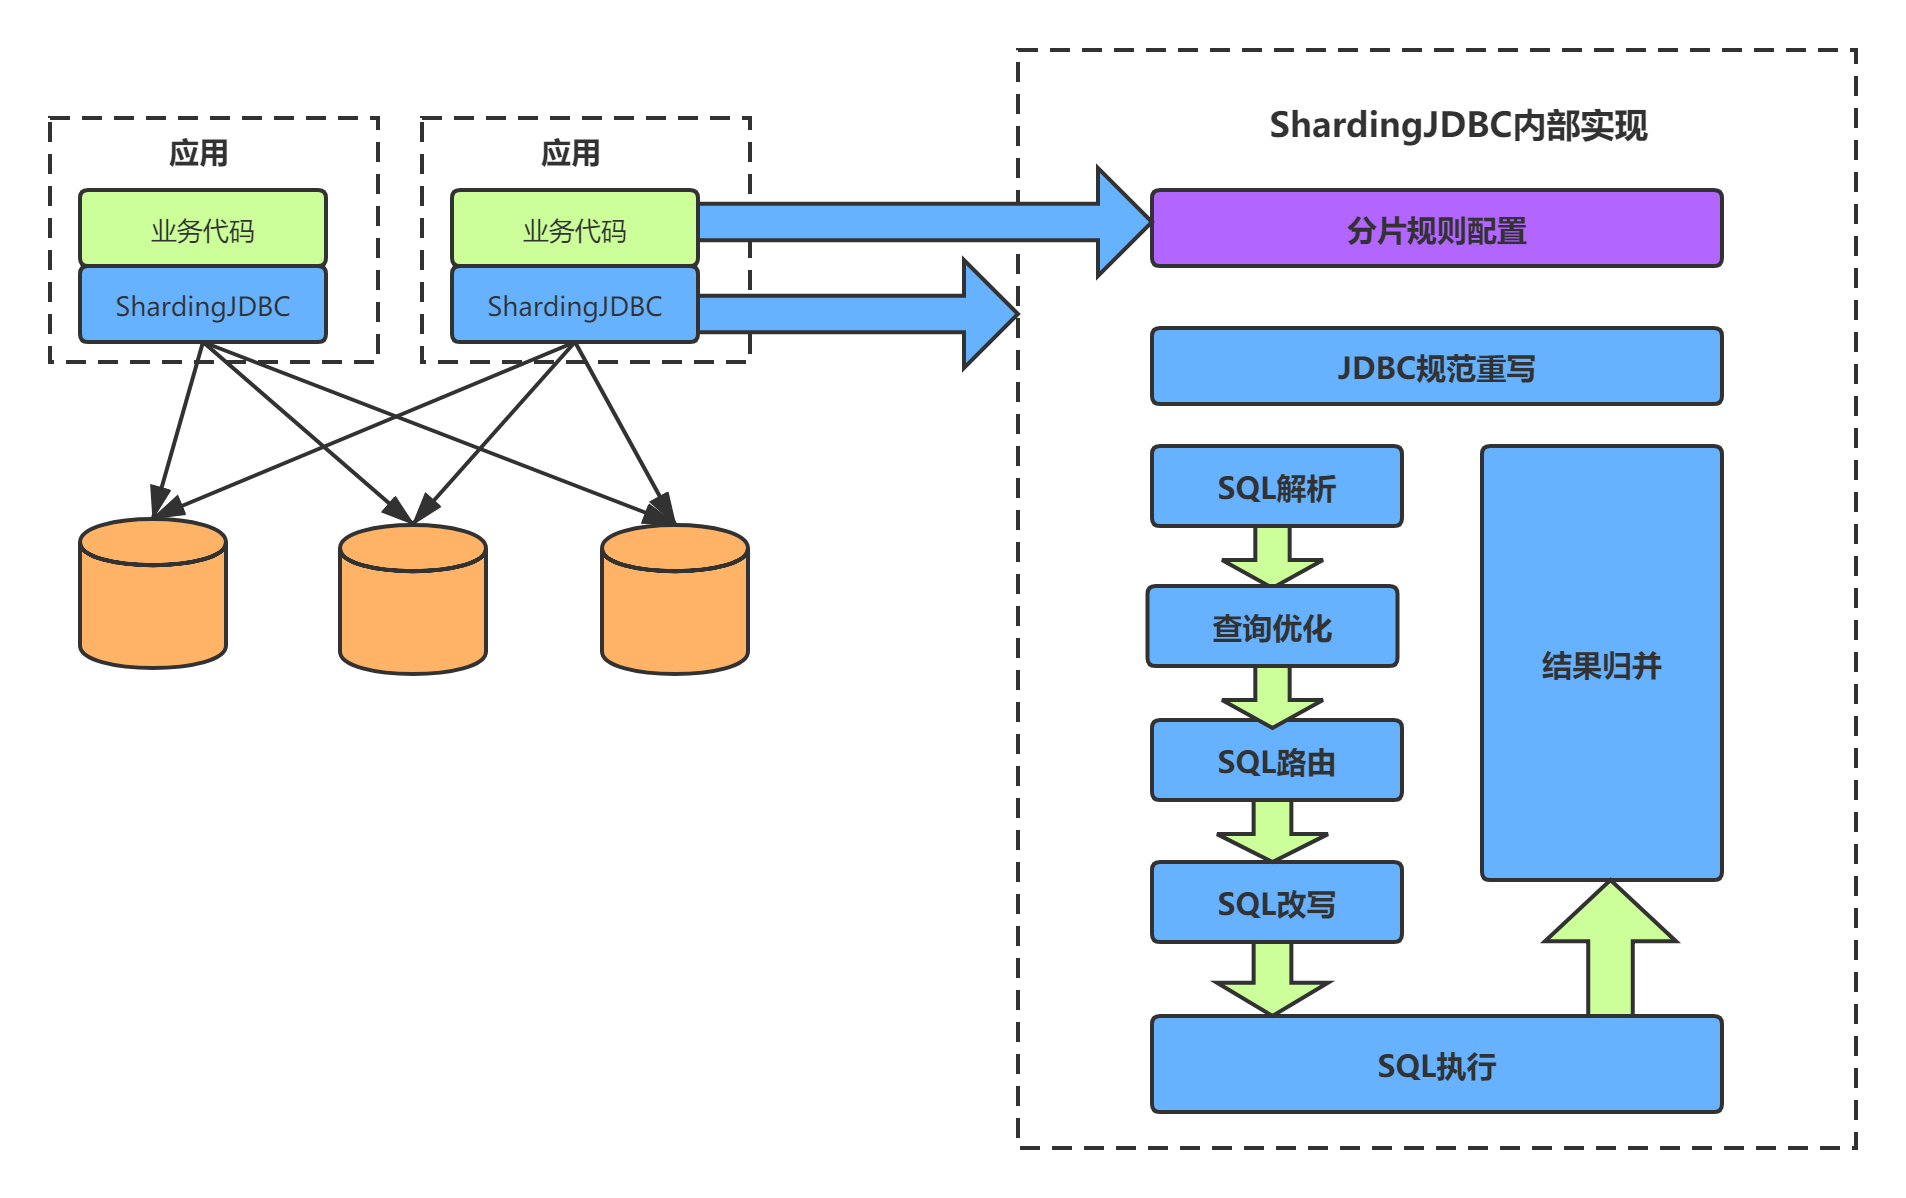 应用
业务代码
ShardingJDBC
应用
业务代码
ShardingJDBC
ShardingJDBC内部实现
分片规则配置
JDBC规范重写
SQL解析
查询优化
SQL路由
SQL改写
结果归并
SQL执行